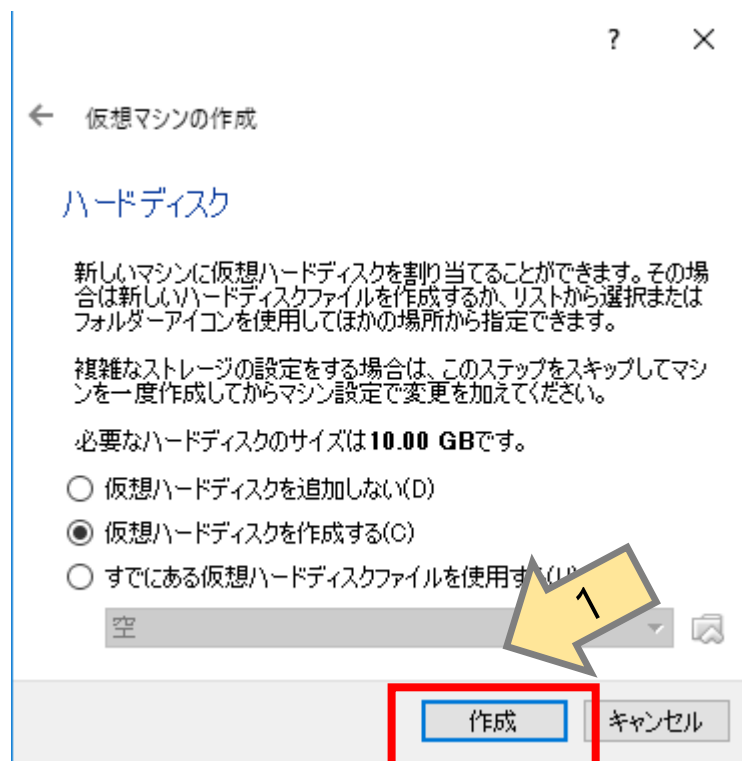 ?
仮想マシンの作成
ハードディスク
新しいマシンに仮想ハードディスクを割り当てることができます。その場
合は新しいハードディスクファイルを作成するか、リストから選択または
フォルダーアイコンを使用してほかの場所から指定できます。
複雑なストレージの設定をする場合は、このステップをスキップしてマシ
ンを一度作成してからマシン設定で変更を加えてください。
必要なハードディスクのサイズは10.00 GBです。
仮想ハードディスクを追加しない(D)
仮想ハードディスクを作成する(C)
すでにある仮想ハードディスクファイルを使用する(U)
空
1
作成
キャンセル